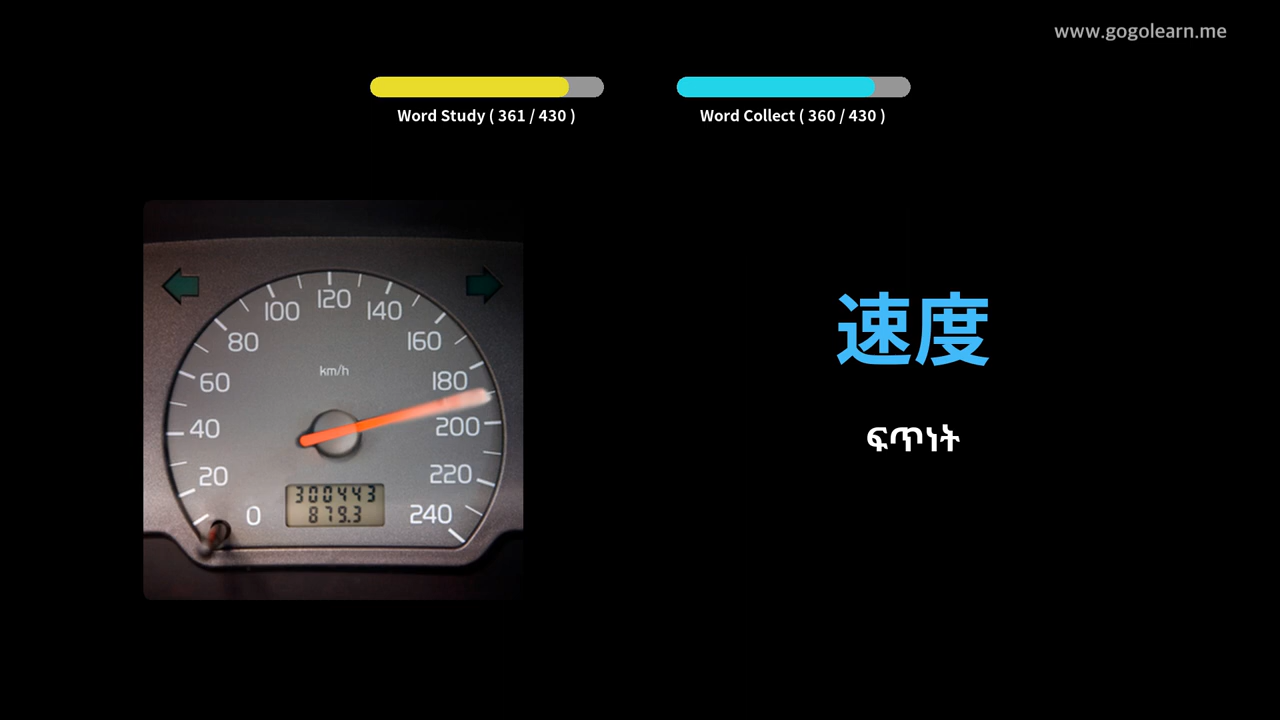 www.gogolearn.me
Word Study ( 361 / 430 )
Word Collect ( 360 / 430 )
120
100
140
80
160
km/h
60
180
40
200
20
220
0
240
300443
879.3
速度
ፍጥነት